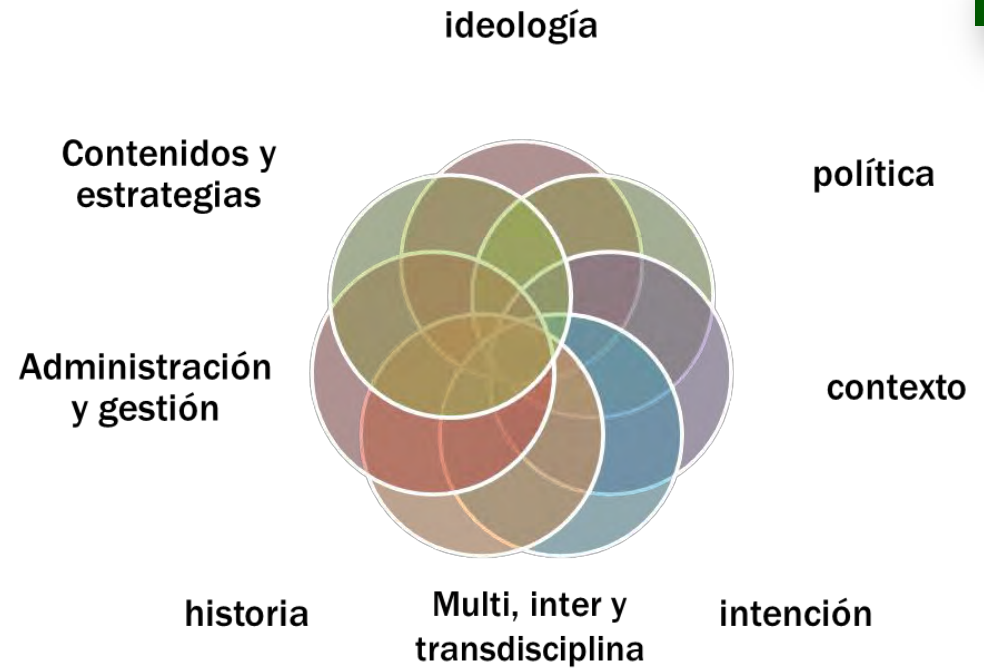 ideología
Contenidos y
estrategias
política
Administración
y gestión
contexto
historia
Multi, inter y
transdisciplina
intención